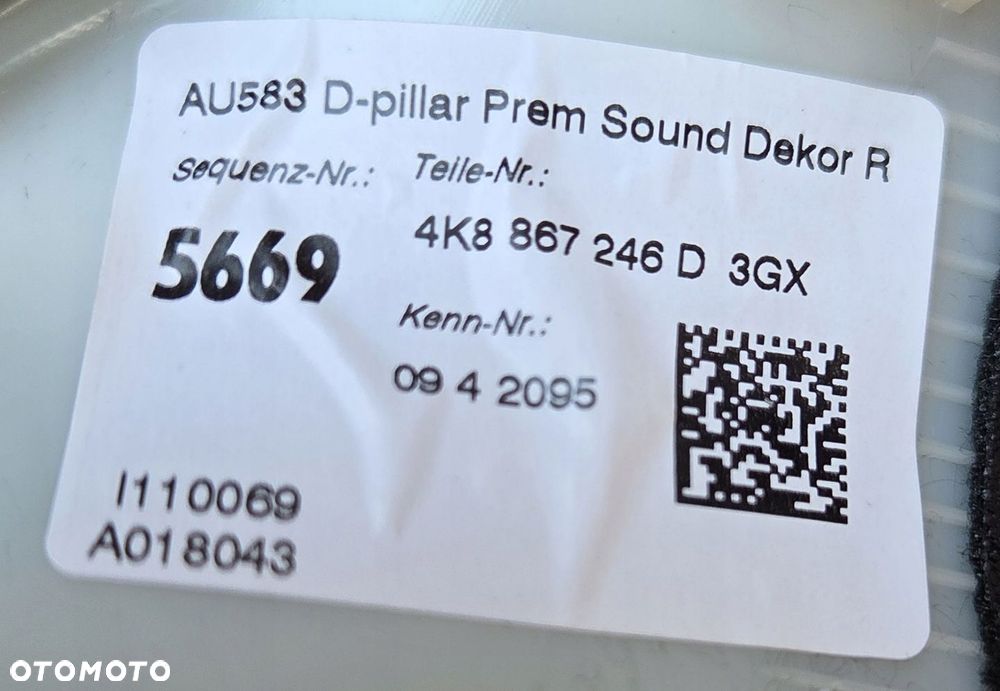 AU583 D-pillar Prem Sound Dekor R
Sequenz-Nr.: Teile-Nr.:
5669 4K8 867 246 D 3GX
Kenn-Nr.:
09 4 2095
I110069
A018043
OTOMOTO